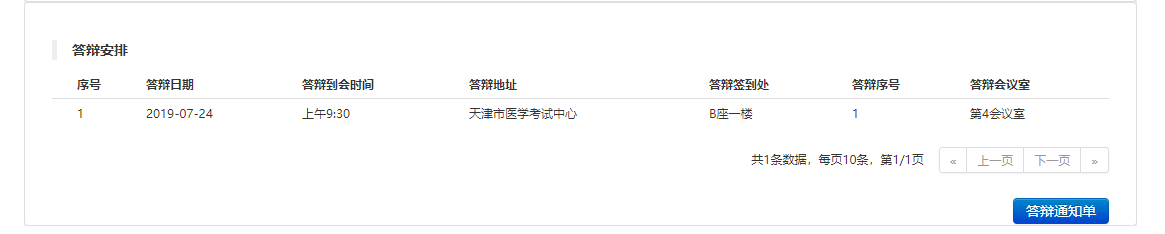 答辩安排
序号 答辩日期 答辩到会时间 答辩地址 答辩签到处 答辩序号 答辩会议室
1 2019-07-24 上午9:30 天津市医学考试中心 B座一楼 1 第4会议室
共1条数据，每页10条，第1/1页 « 上一页 下一页 »
答辩通知单